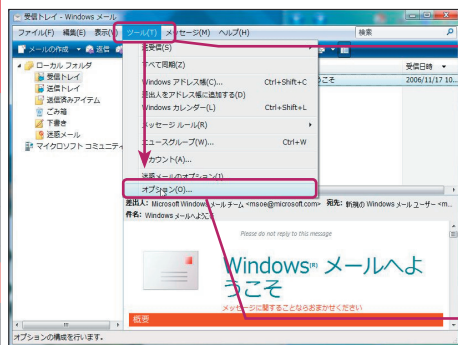 受信トレイ - Windows メール
ファイル(F) 編集(E) 表示(V) ツール(T) メッセージ(M) ヘルプ(H)
検索
メールの作成 返信
送受信(S)
すべて同期(Z)
Windows アドレス帳(C)... Ctrl+Shift+C
差出人をアドレス帳に追加する(D)
Windows カレンダー(L) Ctrl+Shift+L
メッセージ ルール(R)
ニュースグループ(W)... Ctrl+W
アカウント(A)...
迷惑メールのオプション(J)
オプション(O)...
ローカル フォルダ
受信トレイ
送信トレイ
送信済みアイテム
ごみ箱
下書き
迷惑メール
マイクロソフト コミュニティ
受信日時
うこそ 2006/11/17 10...
差出人: Microsoft Windows メール チーム <msoe@microsoft.com> 宛先: 新規の Windows メール ユーザー <m...
件名: Windows メールへようこそ
Please do not reply to this message
Windows(R) メールへよ
うこそ
メッセージに関することならおまかせください
概要
オプションの構成を行います。